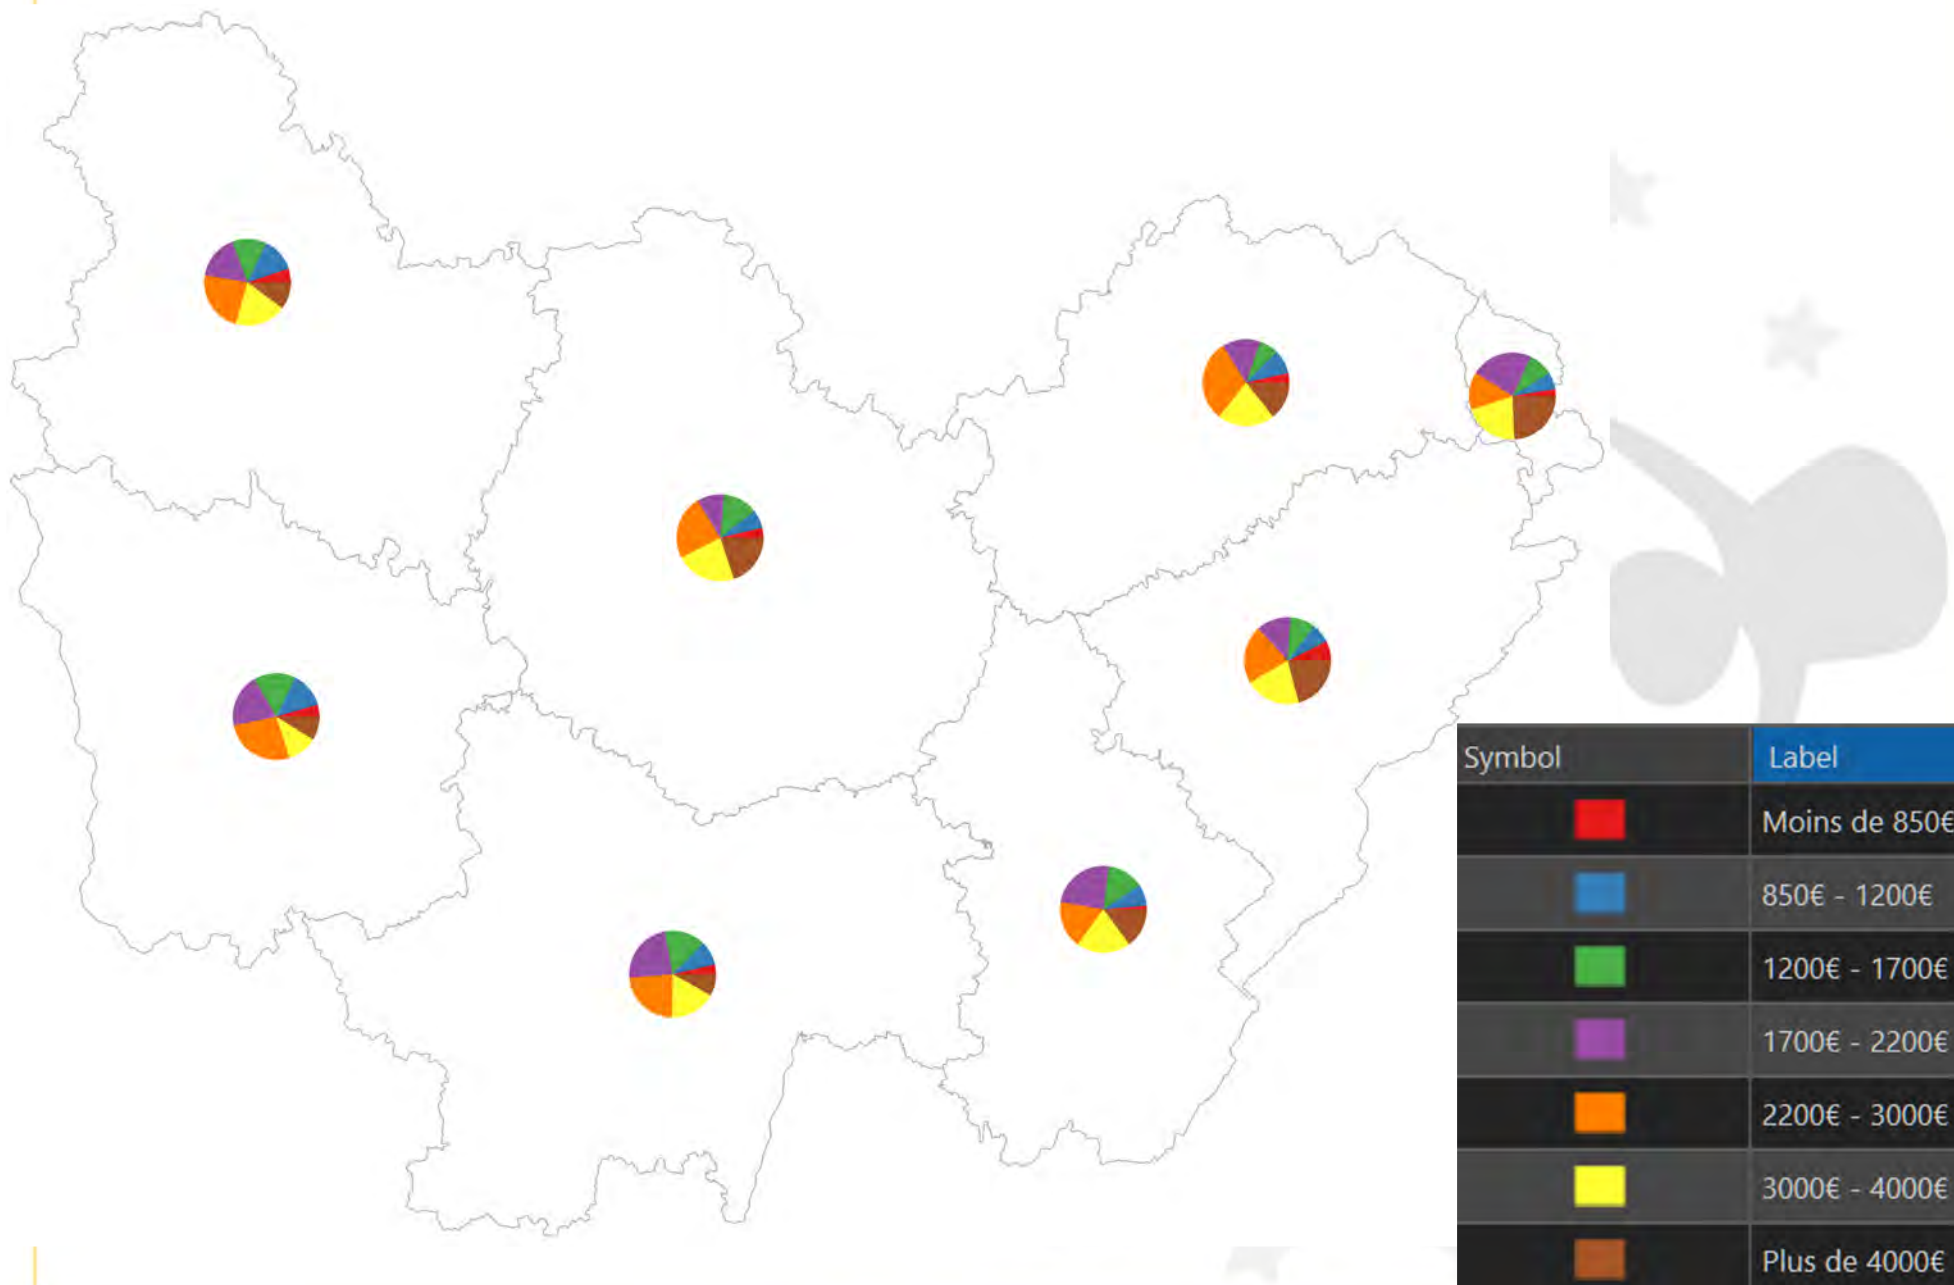 Symbol Label
Moins de 850€
850€ - 1200€
1200€ - 1700€
1700€ - 2200€
2200€ - 3000€
3000€ - 4000€
Plus de 4000€